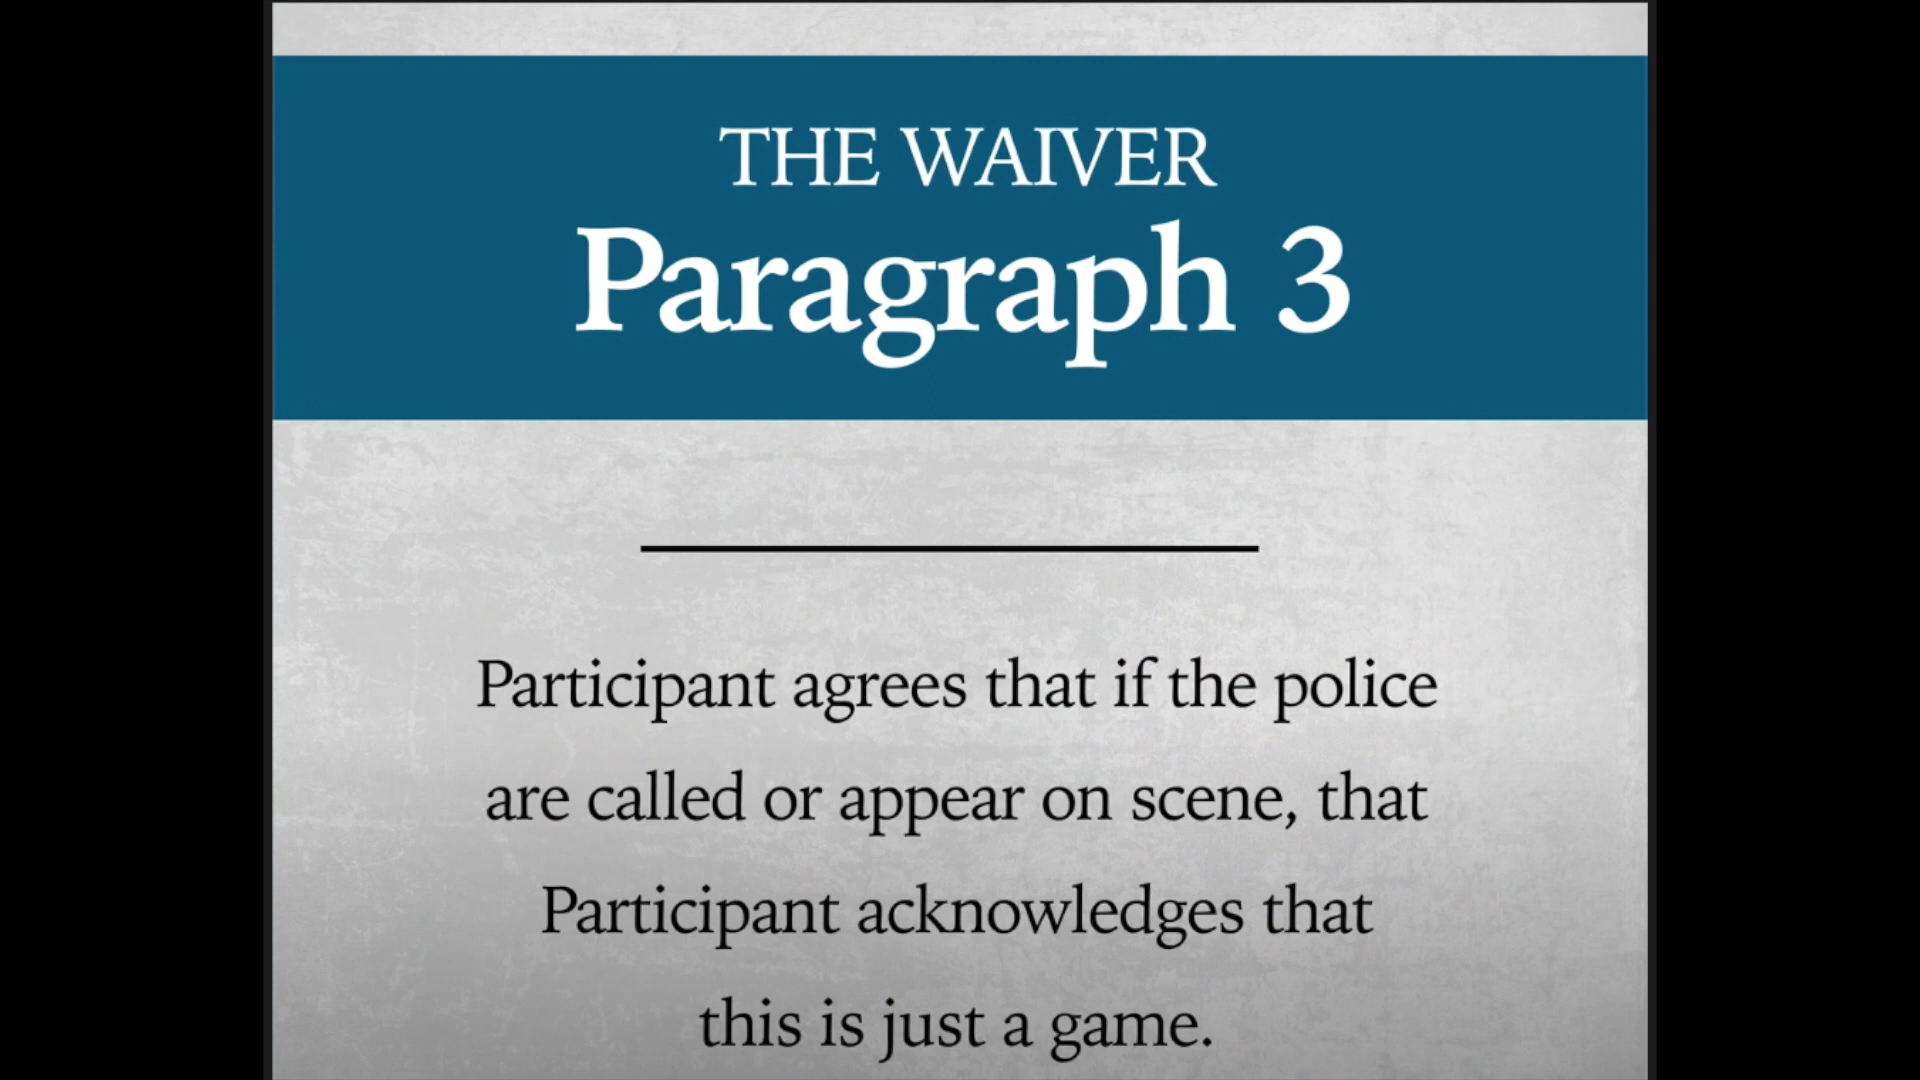 THE WAIVER
Paragraph 3
Participant agrees that if the police
are called or appear on scene, that
Participant acknowledges that
this is just a game.